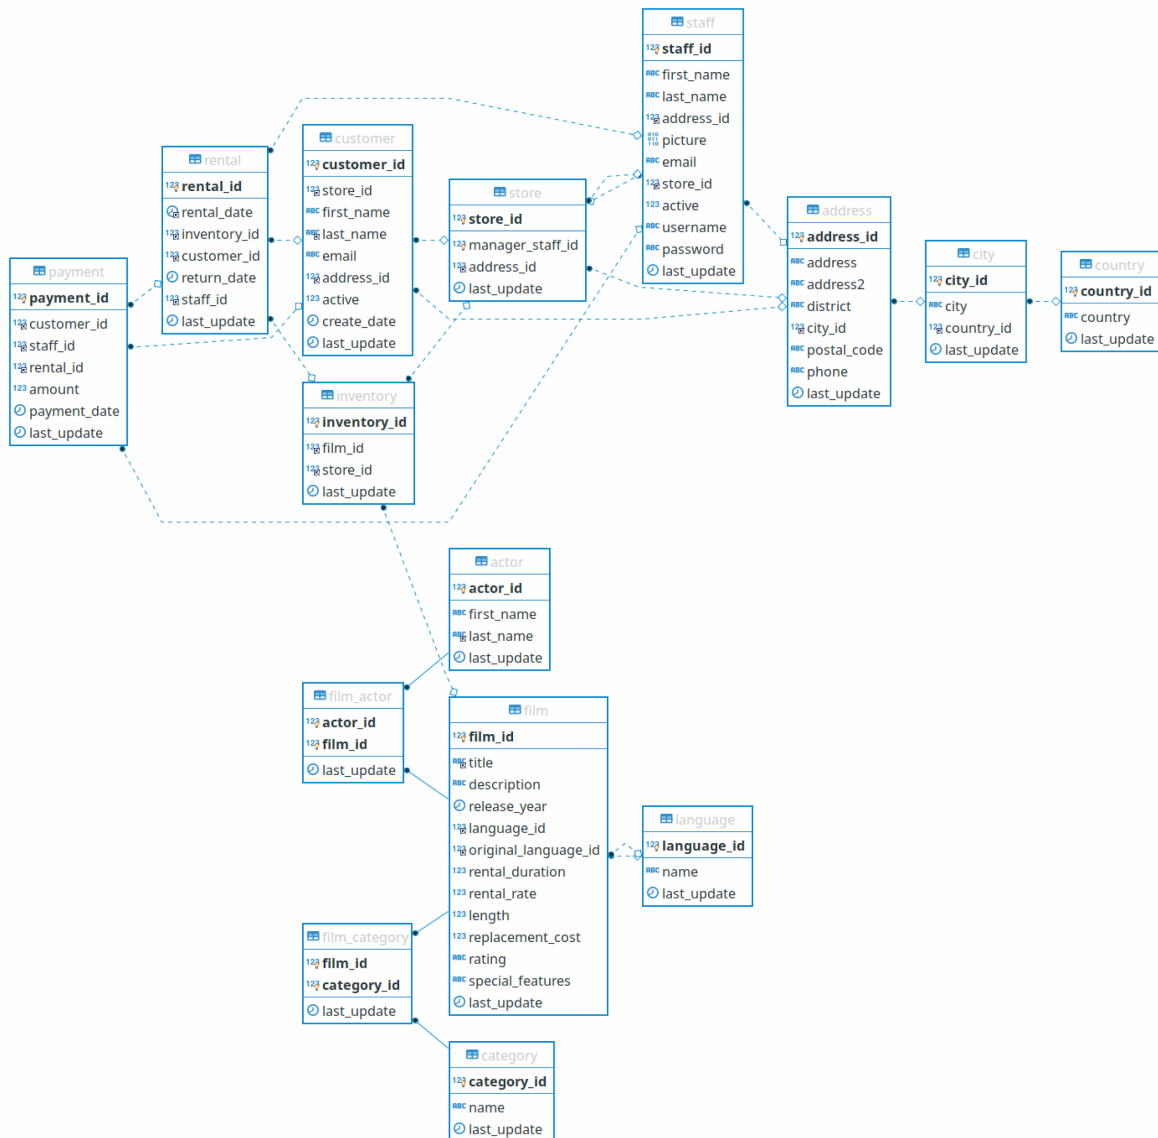 staff
staff_id
first_name
last_name
address_id
picture
email
store_id
active
username
password
last_update
customer
customer_id
store_id
first_name
last_name
email
address_id
active
create_date
last_update
rental
rental_id
rental_date
inventory_id
customer_id
return_date
staff_id
last_update
store
store_id
manager_staff_id
address_id
last_update
address
address_id
address
address2
district
city_id
postal_code
phone
last_update
city
city_id
city
country_id
last_update
country
country_id
country
last_update
payment
payment_id
customer_id
staff_id
rental_id
amount
payment_date
last_update
inventory
inventory_id
film_id
store_id
last_update
actor
actor_id
first_name
last_name
last_update
film_actor
actor_id
film_id
last_update
film
film_id
title
description
release_year
language_id
original_language_id
rental_duration
rental_rate
length
replacement_cost
rating
special_features
last_update
language
language_id
name
last_update
film_category
film_id
category_id
last_update
category
category_id
name
last_update